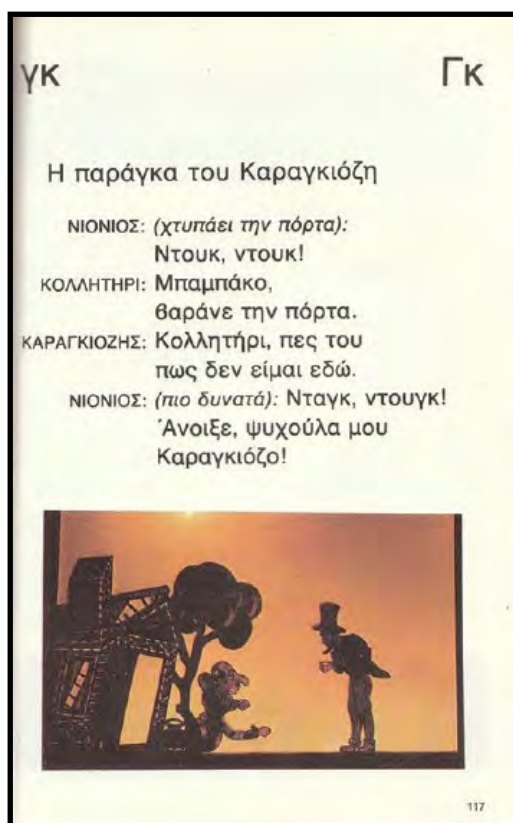 γκ Γκ
Η παράγκα του Καραγκιόζη
ΝΙΟΝΙΟΣ: (χτυπάει την πόρτα):
Ντουκ, ντουκ!
ΚΟΛΛΗΤΗΡΙ: Μπαμπάκο,
βαράνε την πόρτα.
ΚΑΡΑΓΚΙΟΖΗΣ: Κολλητήρι, πες του
πως δεν είμαι εδώ.
ΝΙΟΝΙΟΣ: (πιο δυνατά): Νταγκ, ντουγκ!
Άνοιξε, ψυχούλα μου
Καραγκιόζο!
117